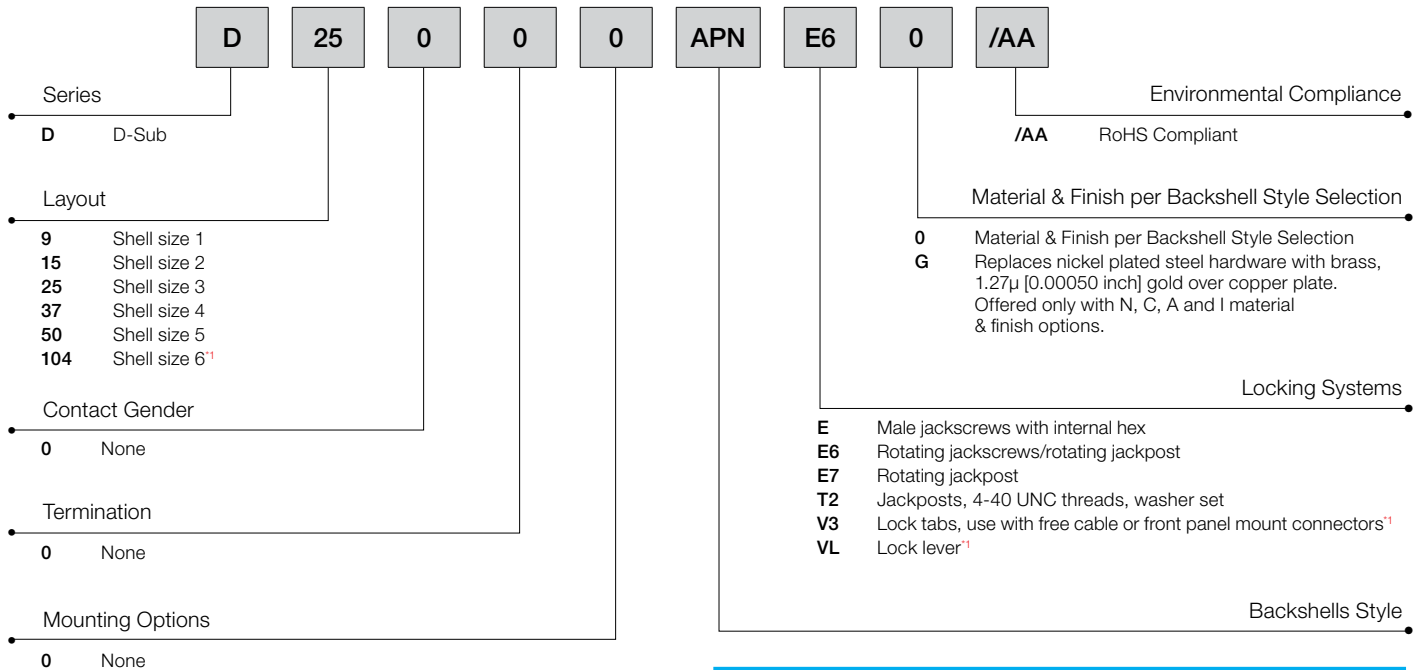 D 25 0 0 0 APN E6 0 /AA
Series
D D-Sub
Layout
9 Shell size 1
15 Shell size 2
25 Shell size 3
37 Shell size 4
50 Shell size 5
104 Shell size 6*1
Contact Gender
0 None
Termination
0 None
Mounting Options
0 None
Environmental Compliance
/AA RoHS Compliant
Material & Finish per Backshell Style Selection
0 Material & Finish per Backshell Style Selection
G Replaces nickel plated steel hardware with brass,
1.27µ [0.00050 inch] gold over copper plate.
Offered only with N, C, A and I material
& finish options.
Locking Systems
E Male jackscrews with internal hex
E6 Rotating jackscrews/rotating jackpost
E7 Rotating jackpost
T2 Jackposts, 4-40 UNC threads, washer set
V3 Lock tabs, use with free cable or front panel mount connectors*1
VL Lock lever*1
Backshells Style